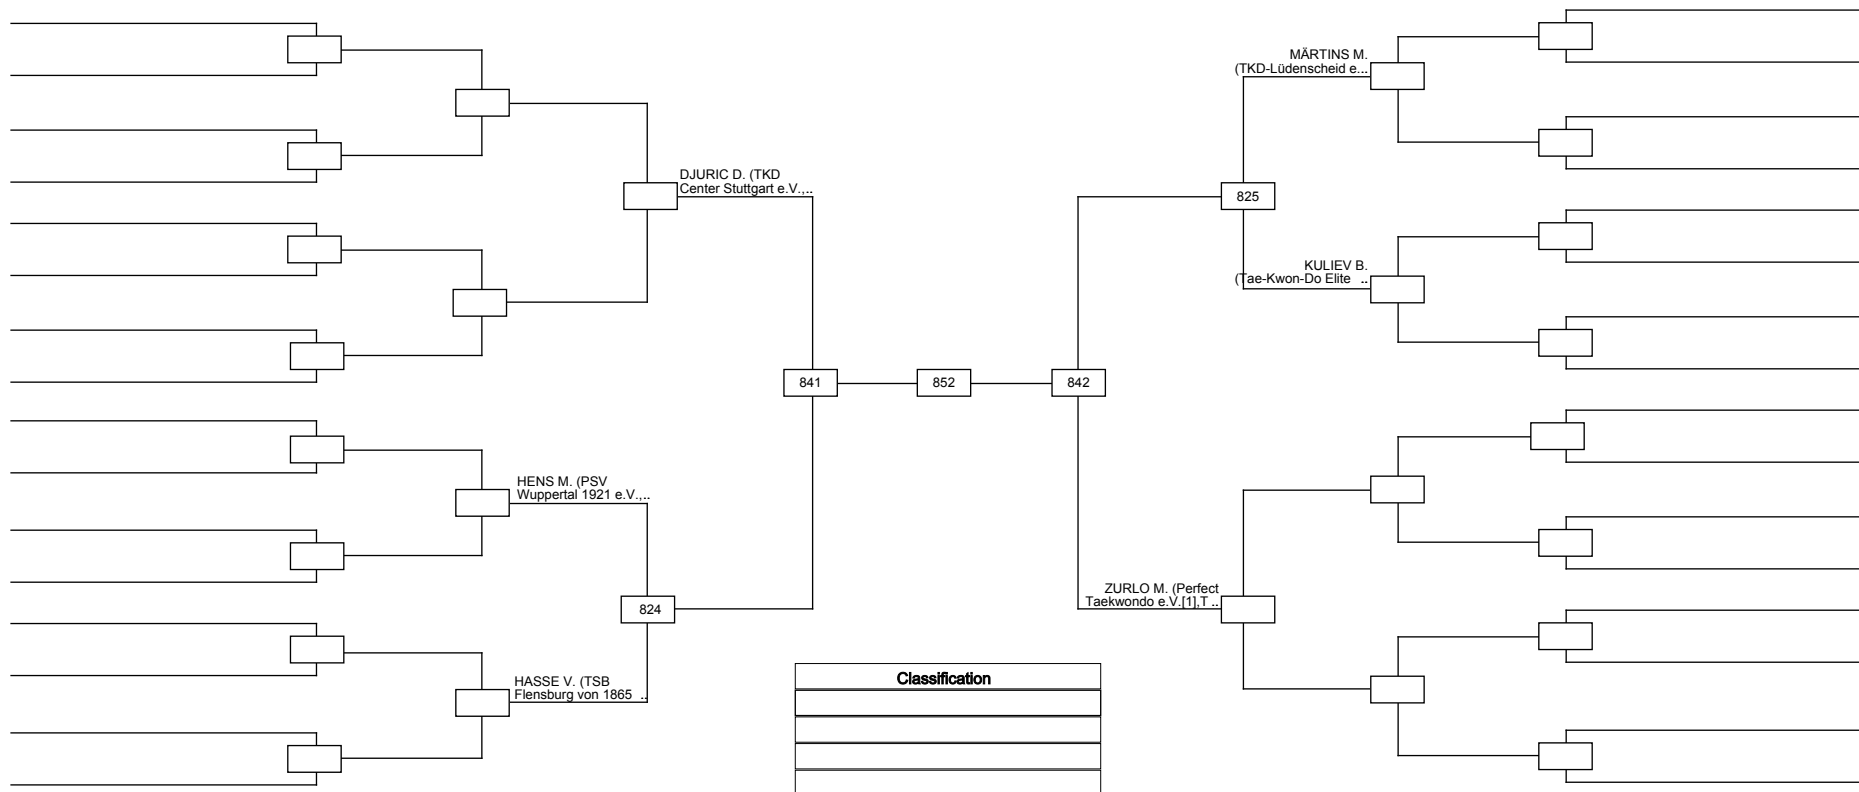 MÄRTINS M.
(TKD-Lüdenscheid e...
DJURIC D. (TKD
Center Stuttgart e.V.,..
825
KULIEV B.
(Tae-Kwon-Do Elite ..
841
852
842
HENS M. (PSV
Wuppertal 1921 e.V.,..
ZURLO M. (Perfect
Taekwondo e.V.[1],T ..
824
HASSE V. (TSB
Flensburg von 1865 ..
Classification